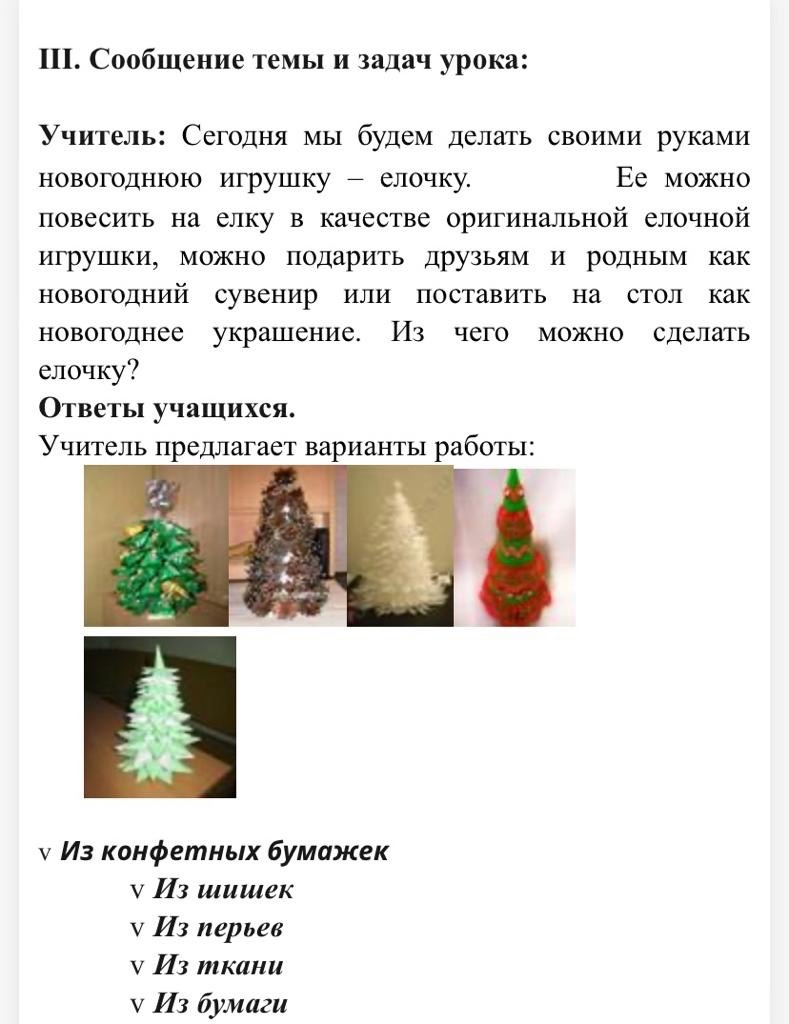 III. Сообщение темы и задач урока:
Учитель: Сегодня мы будем делать своими руками
новогоднюю игрушку – елочку. Ее можно
повесить на елку в качестве оригинальной елочной
игрушки, можно подарить друзьям и родным как
новогодний сувенир или поставить на стол как
новогоднее украшение. Из чего можно сделать
елочку?
Ответы учащихся.
Учитель предлагает варианты работы:
v Из конфетных бумажек
v Из шишек
v Из перьев
v Из ткани
v Из бумаги